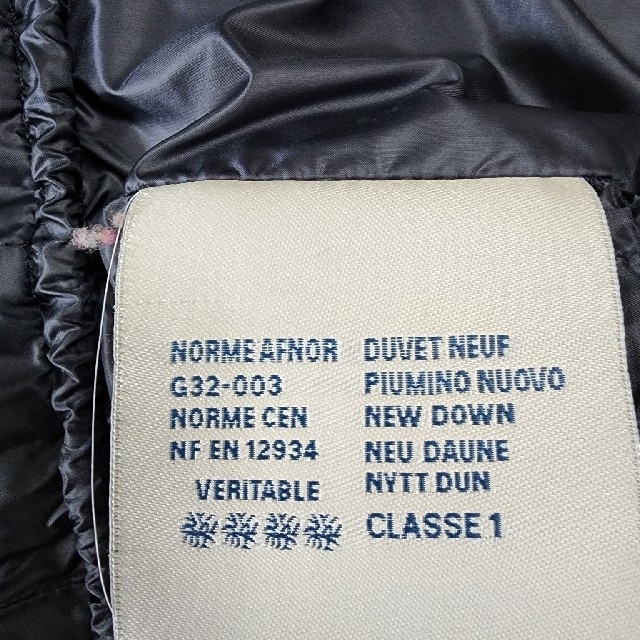 NORME AFNOR
G32-003
NORME CEN
NF EN 12934
VERITABLE
DUVET NEUF
PIUMINO NUOVO
NEW DOWN
NEU DAUNE
NYTT DUN
CLASSE 1